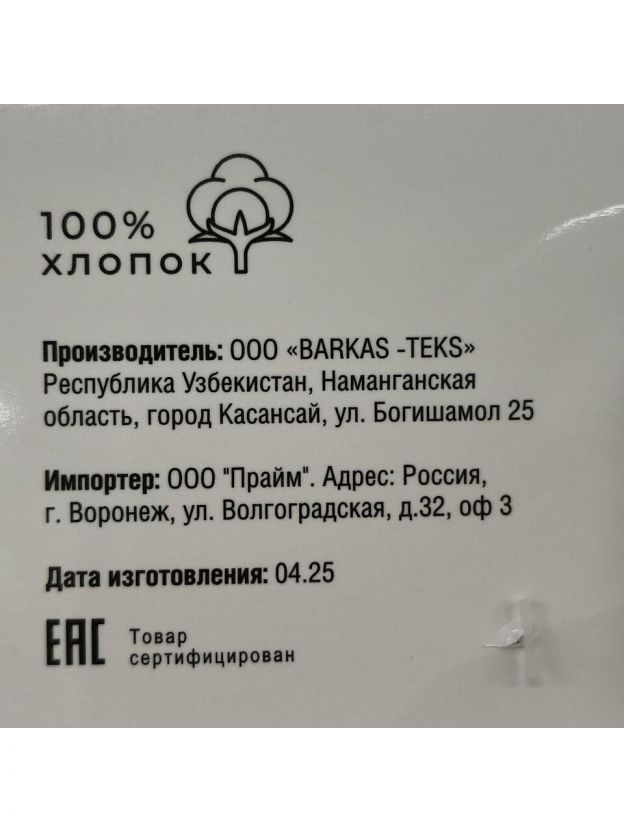 100%
ХЛОПОК
Производитель: ООО «BARKAS -TEKS»
Республика Узбекистан, Наманганская
область, город Касансай, ул. Богишамол 25
Импортер: ООО "Прайм". Адрес: Россия,
г. Воронеж, ул. Волгоградская, д.32, оф 3
Дата изготовления: 04.25
EAC Товар
сертифицирован